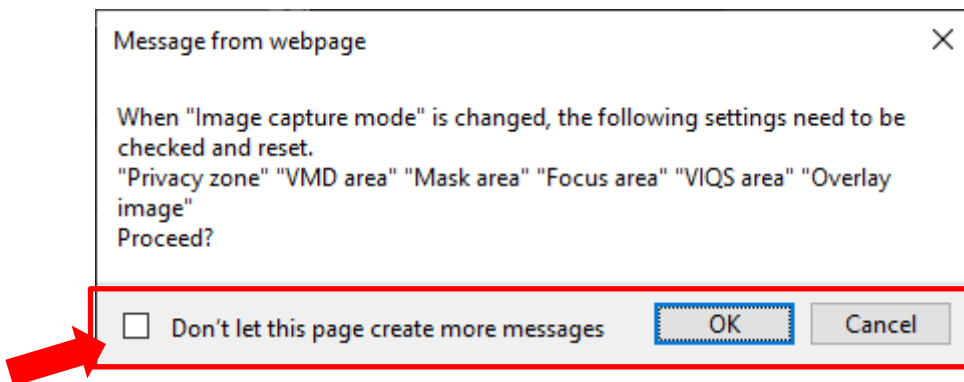 Message from webpage
When "Image capture mode" is changed, the following settings need to be
checked and reset.
"Privacy zone" "VMD area" "Mask area" "Focus area" "VIQS area" "Overlay
image"
Proceed?
Don't let this page create more messages
OK
Cancel